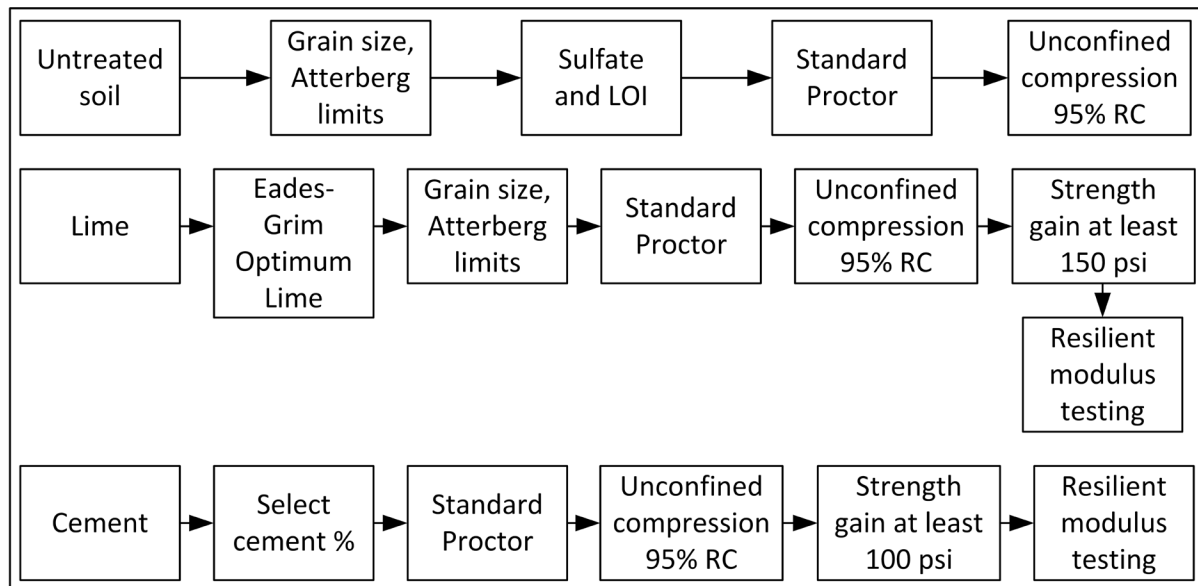 Untreated
soil
Grain size,
Atterberg
limits
Sulfate
and LOI
Standard
Proctor
Unconfined
compression
95% RC
Lime
Eades-
Grim
Optimum
Lime
Grain size,
Atterberg
limits
Standard
Proctor
Unconfined
compression
95% RC
Strength
gain at least
150 psi
Resilient
modulus
testing
Cement
Select
cement %
Standard
Proctor
Unconfined
compression
95% RC
Strength
gain at least
100 psi
Resilient
modulus
testing